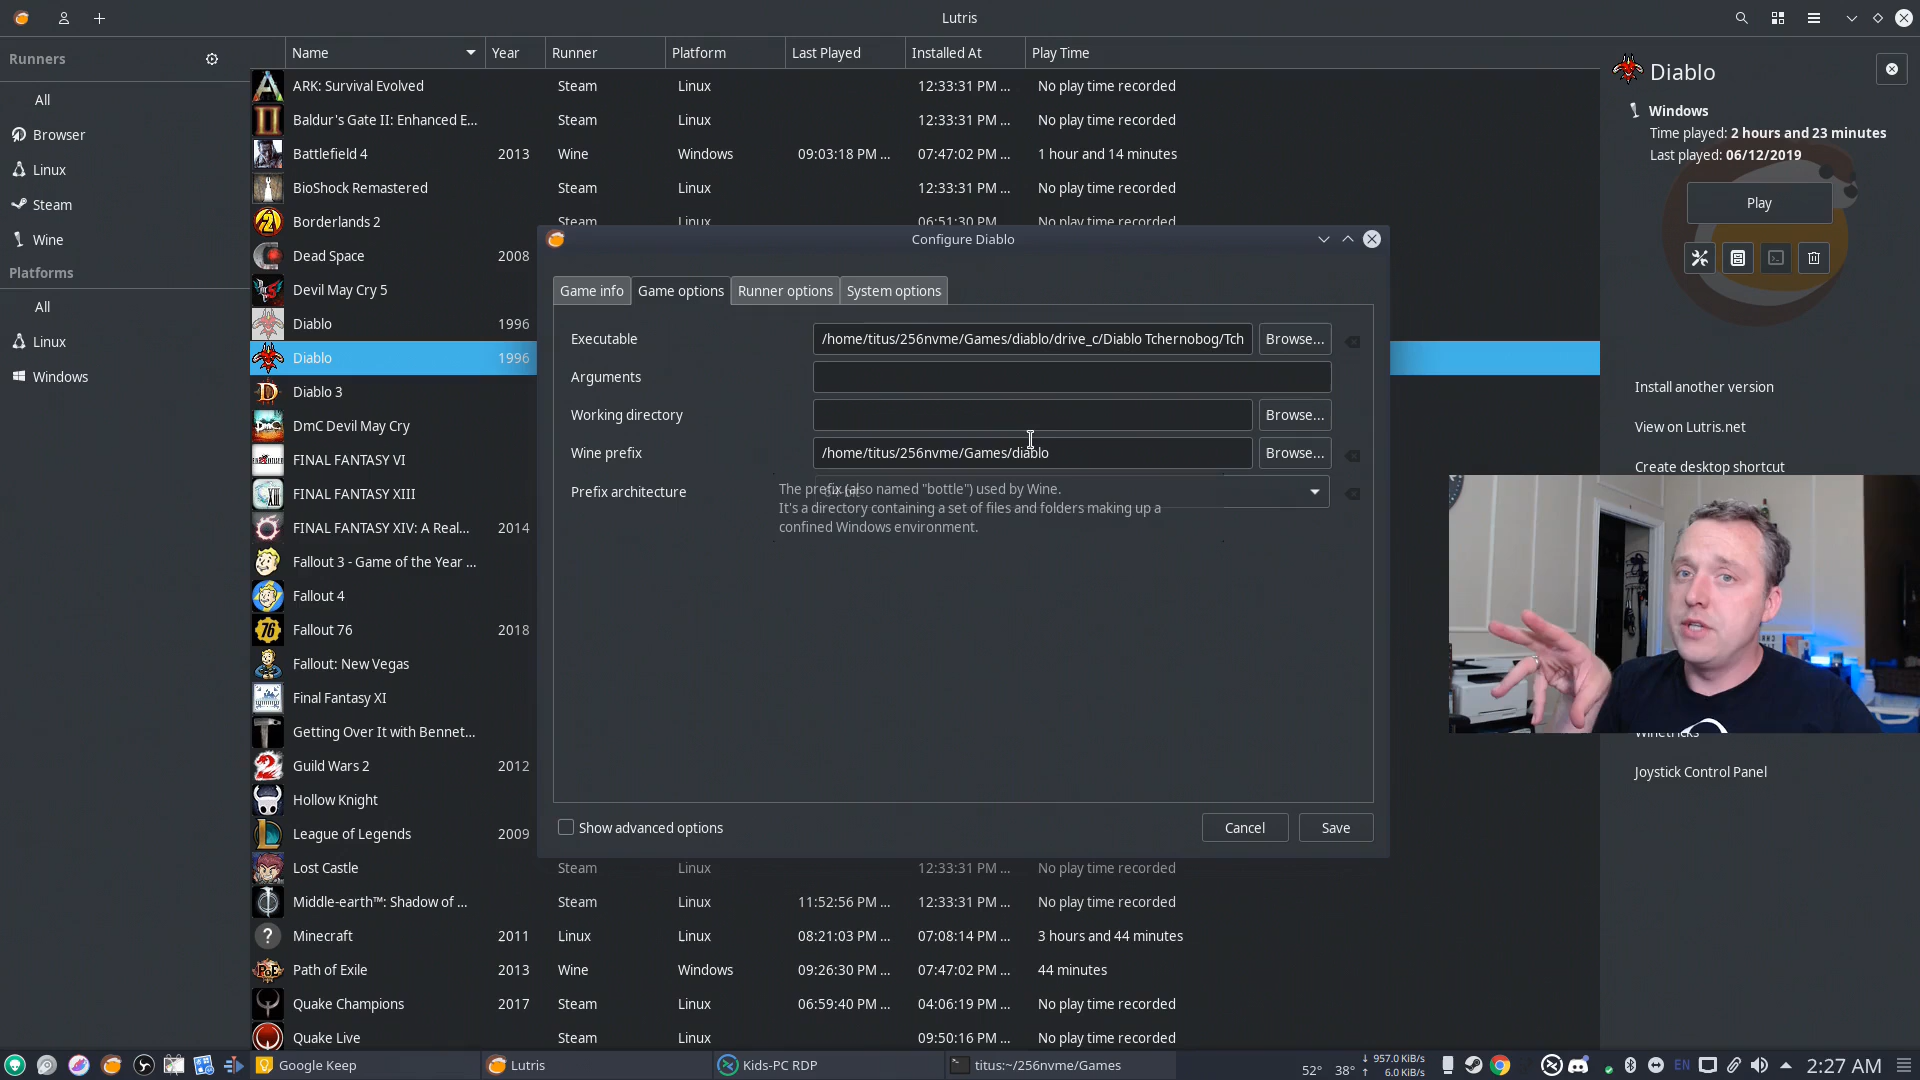 Lutris
Runners
All
Browser
Linux
Steam
Wine
Platforms
All
Linux
Windows
Name Year Runner Platform Last Played Installed At Play Time
ARK: Survival Evolved Steam Linux 12:33:31 PM ... No play time recorded
Baldur's Gate II: Enhanced E... Steam Linux 12:33:31 PM ... No play time recorded
Battlefield 4 2013 Wine Windows 09:03:18 PM ... 07:47:02 PM ... 1 hour and 14 minutes
BioShock Remastered Steam Linux 12:33:31 PM ... No play time recorded
Borderlands 2 Steam Linux 06:51:30 PM ... No play time recorded
Dead Space 2008
Devil May Cry 5
Diablo 1996
Diablo 1996
Diablo 3
DmC Devil May Cry
FINAL FANTASY VI
FINAL FANTASY XIII
FINAL FANTASY XIV: A Real... 2014
Fallout 3 - Game of the Year ...
Fallout 4
Fallout 76 2018
Fallout: New Vegas
Final Fantasy XI
Getting Over It with Bennet...
Guild Wars 2 2012
Hollow Knight
League of Legends 2009
Lost Castle Steam Linux 12:33:31 PM ... No play time recorded
Middle-earth™: Shadow of ... Steam Linux 11:52:56 PM ... 12:33:31 PM ... No play time recorded
Minecraft 2011 Linux Linux 08:21:03 PM ... 07:08:14 PM ... 3 hours and 44 minutes
Path of Exile 2013 Wine Windows 09:26:30 PM ... 07:47:02 PM ... 44 minutes
Quake Champions 2017 Steam Linux 06:59:40 PM ... 04:06:19 PM ... No play time recorded
Quake Live Steam Linux 09:50:16 PM ... No play time recorded
Configure Diablo
Game info Game options Runner options System options
Executable /home/titus/256nvme/Games/diablo/drive_c/Diablo Tchernobog/Tch Browse...
Arguments
Working directory Browse...
Wine prefix /home/titus/256nvme/Games/diablo Browse...
Prefix architecture
The prefix (also named "bottle") used by Wine.
It's a directory containing a set of files and folders making up a
confined Windows environment.
Show advanced options Cancel Save
Diablo
Windows
Time played: 2 hours and 23 minutes
Last played: 06/12/2019
Play
Install another version
View on Lutris.net
Create desktop shortcut
Winetricks
Joystick Control Panel
Google Keep Lutris Kids-PC RDP titus:~/256nvme/Games 52° 38° ↓ 957.0 KiB/s
↑ 6.0 KiB/s
EN 2:27 AM